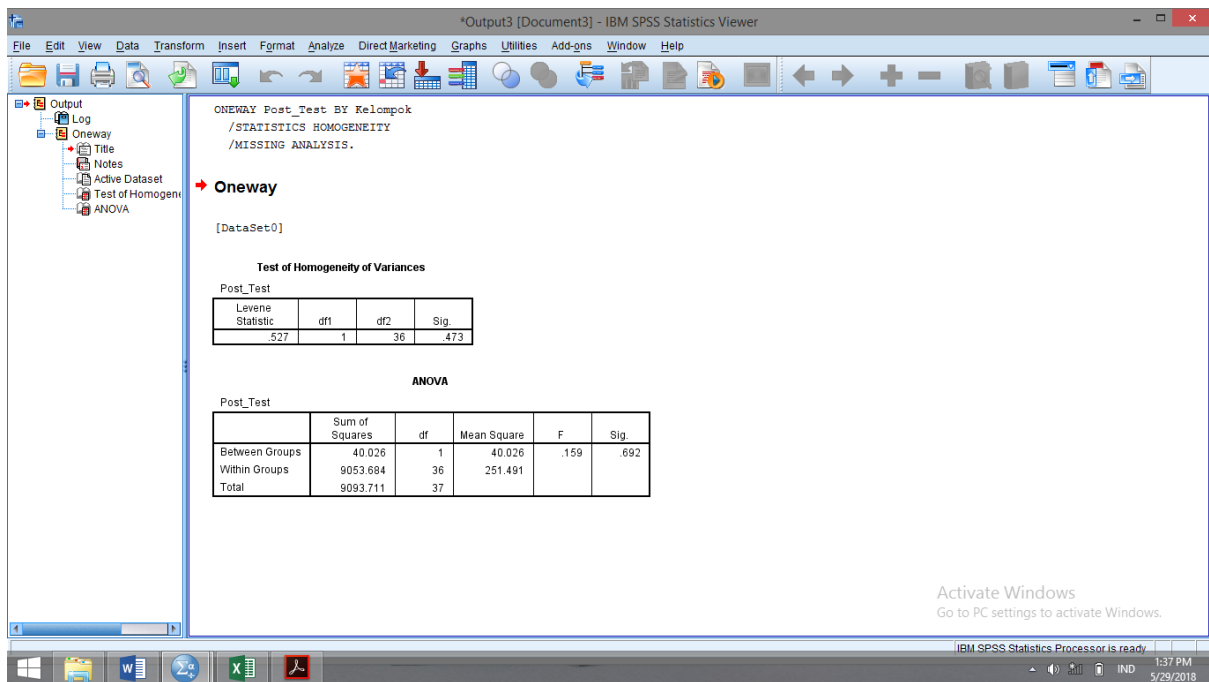 *Output3 [Document3] - IBM SPSS Statistics Viewer
File Edit View Data Transform Insert Format Analyze Direct Marketing Graphs Utilities Add-ons Window Help
Output
Log
Oneway
Title
Notes
Active Dataset
Test of Homogene
ANOVA
ONEWAY Post_Test BY Kelompok
/STATISTICS HOMOGENEITY
/MISSING ANALYSIS.
Oneway
[DataSet0]
Test of Homogeneity of Variances
Post_Test
Levene Statistic df1 df2 Sig.
.527 1 36 .473
ANOVA
Post_Test
Sum of Squares df Mean Square F Sig.
Between Groups 40.026 1 40.026 .159 .692
Within Groups 9053.684 36 251.491
Total 9093.711 37
Activate Windows
Go to PC settings to activate Windows.
IBM SPSS Statistics Processor is ready
IND 1:37 PM
5/29/2018